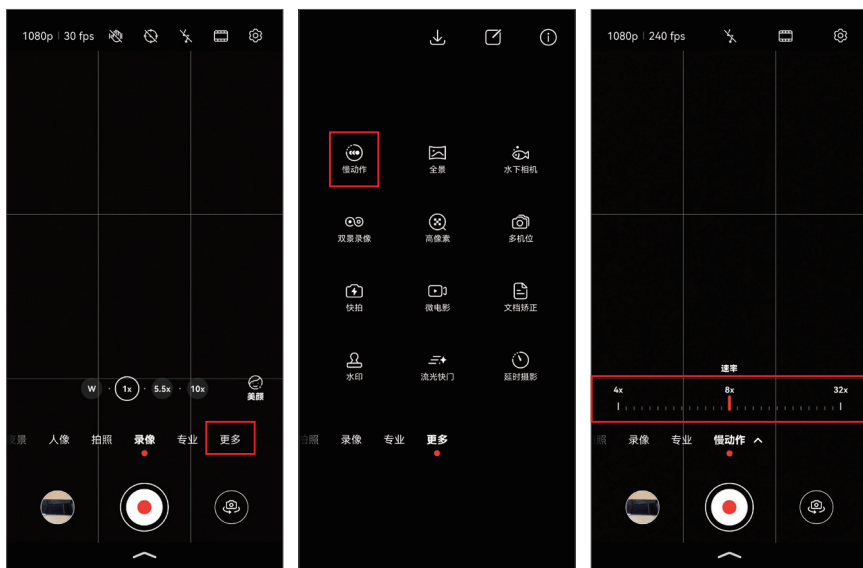 1080p | 30 fps
W · 1x · 5.5x · 10x
美颜
夜景 人像 拍照 录像 专业 更多
慢动作 全景 水下相机
双景录像 高像素 多机位
快拍 微电影 文档矫正
水印 流光快门 延时摄影
拍照 录像 专业 更多
1080p | 240 fps
速率
4x 8x 32x
照 录像 专业 慢动作